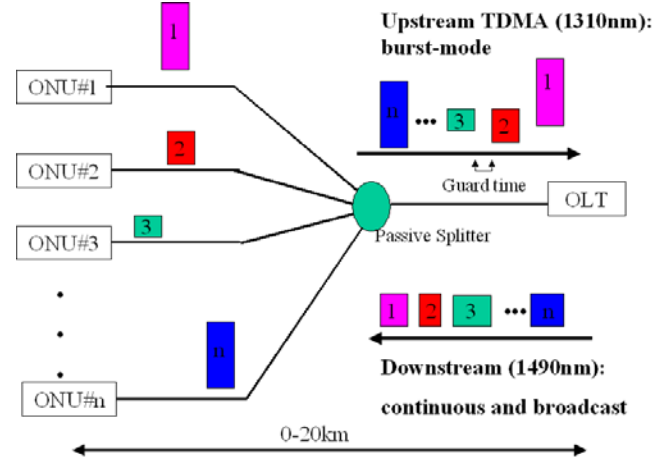 Upstream TDMA (1310nm):
burst-mode
1
ONU#1
1
n ••• 3 2
2
ONU#2
Guard time
OLT
3
ONU#3
Passive Splitter
1 2 3 ••• n
n
Downstream (1490nm):
ONU#n
continuous and broadcast
0-20km